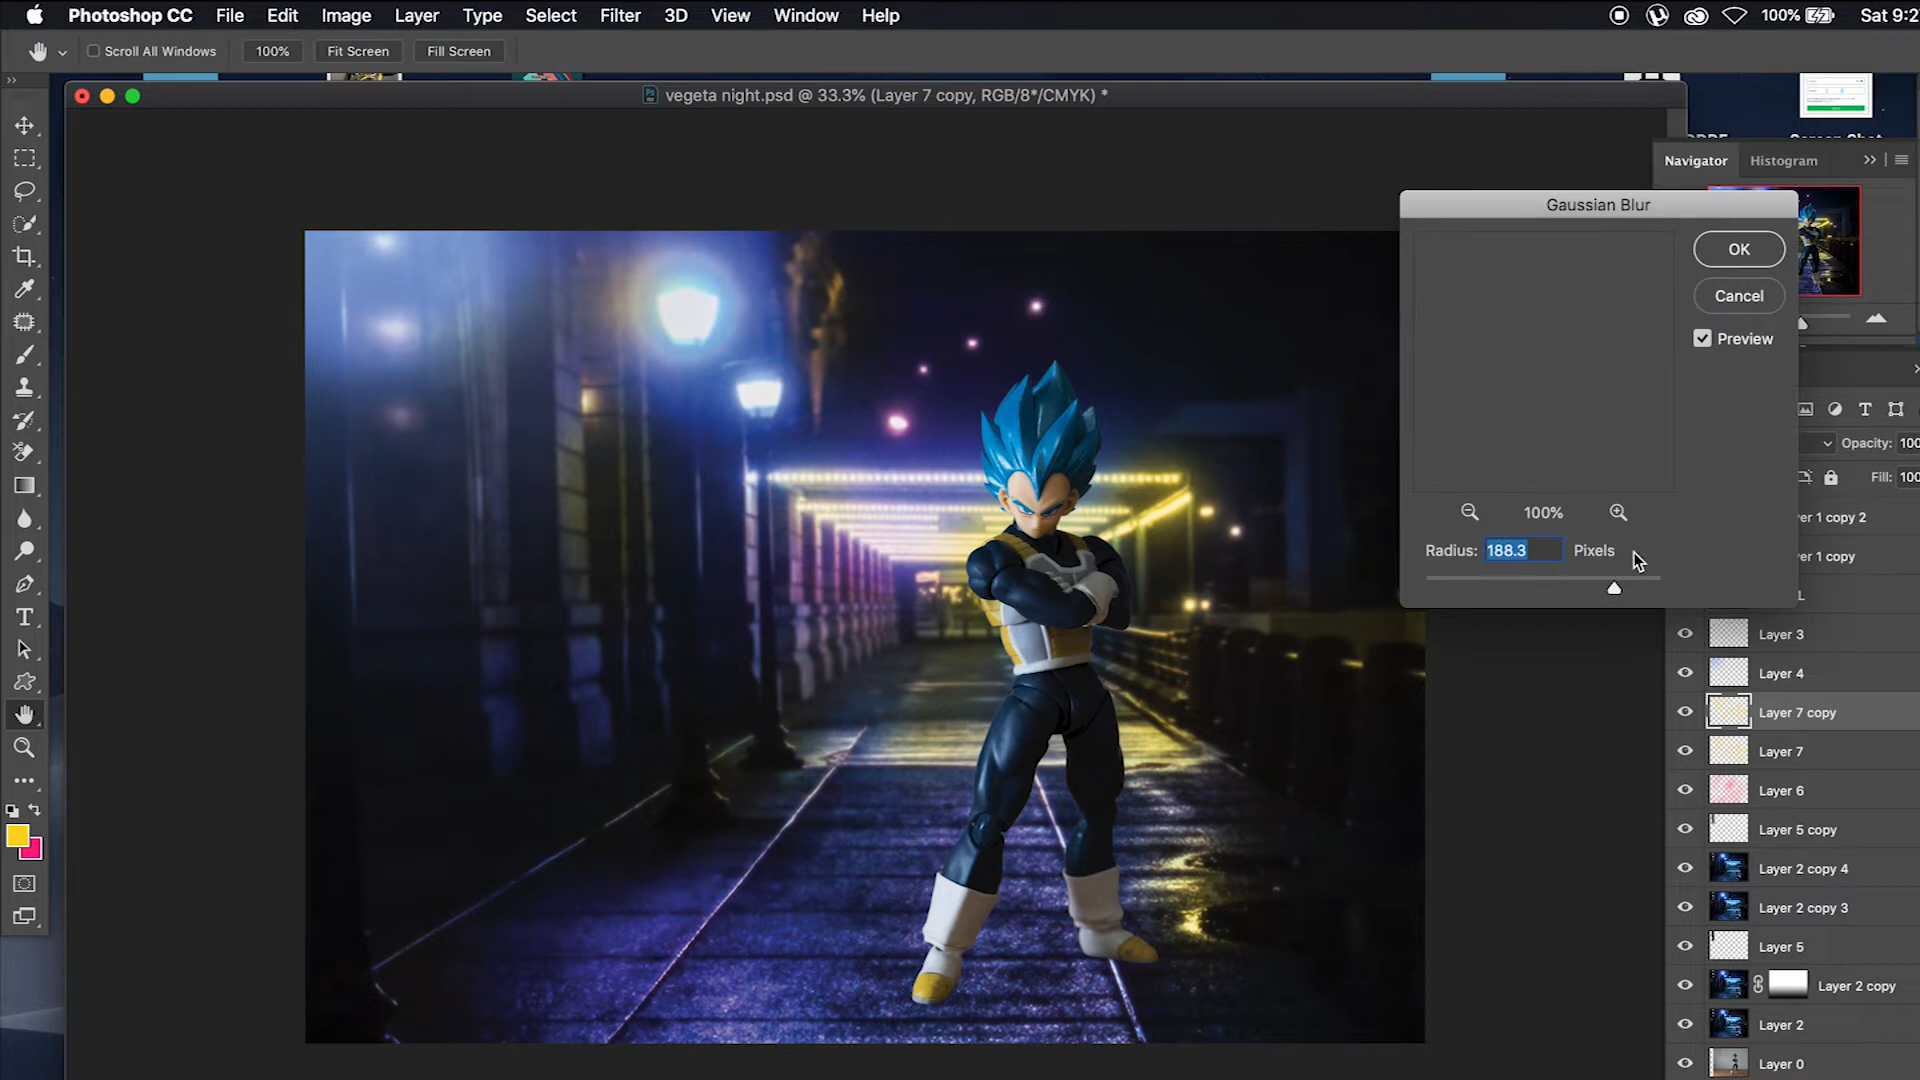 Photoshop CC File Edit Image Layer Type Select Filter 3D View Window Help 100% Sat 9:2
Scroll All Windows 100% Fit Screen Fill Screen
vegeta night.psd @ 33.3% (Layer 7 copy, RGB/8*/CMYK) *
Navigator Histogram
Gaussian Blur
OK
Cancel
Preview
Opacity: 100
Fill: 100
100%
Radius: 188.3 Pixels
er 1 copy 2
er 1 copy
Layer 3
Layer 4
Layer 7 copy
Layer 7
Layer 6
Layer 5 copy
Layer 2 copy 4
Layer 2 copy 3
Layer 5
Layer 2 copy
Layer 2
Layer 0